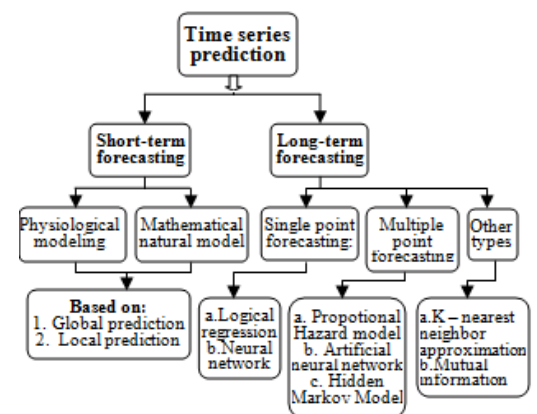 Time series
prediction
Short-term
forecasting
Long-term
forecasting
Physiological
modeling
Mathematical
natural model
Single point
forecasting:
Multiple
point
forecasting
Other
types
Based on:
1. Global prediction
2. Local prediction
a.Logical
regression
b.Neural
network
a. Propotional
Hazard model
b. Artificial
neural network
c. Hidden
Markov Model
a.K – nearest
neighbor
approximation
b.Mutual
information